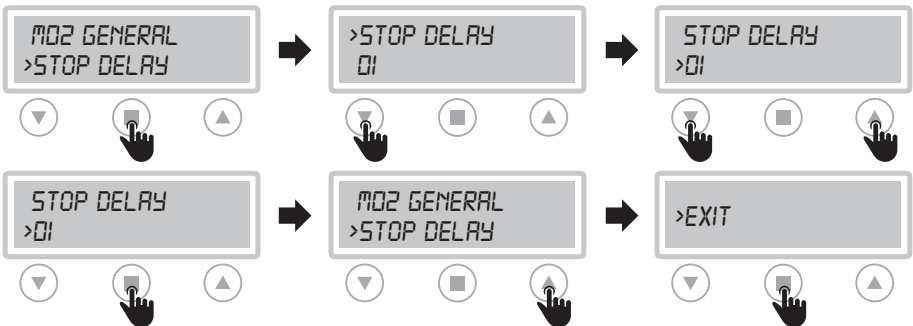 M02 GENERAL
>STOP DELAY
>STOP DELAY
01
STOP DELAY
>01
STOP DELAY
>01
M02 GENERAL
>STOP DELAY
>EXIT